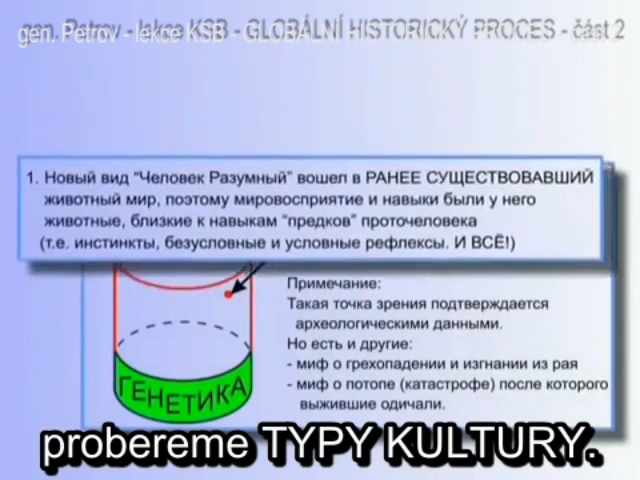 gen. Petrov - lekce KSB - GLOBÁLNÍ HISTORICKÝ PROCES - část 2
1. Новый вид “Человек Разумный” вошел в РАНЕЕ СУЩЕСТВОВАВШИЙ
животный мир, поэтому мировосприятие и навыки были у него
животные, близкие к навыкам “предков” проточеловека
(т.е. инстинкты, безусловные и условные рефлексы. И ВСЁ!)
Примечание:
Такая точка зрения подтверждается
археологическими данными.
Но есть и другие:
- миф о грехопадении и изгнании из рая
- миф о потопе (катастрофе) после которого
выжившие одичали.
ГЕНЕТИКА
probereme TYPY KULTURY.